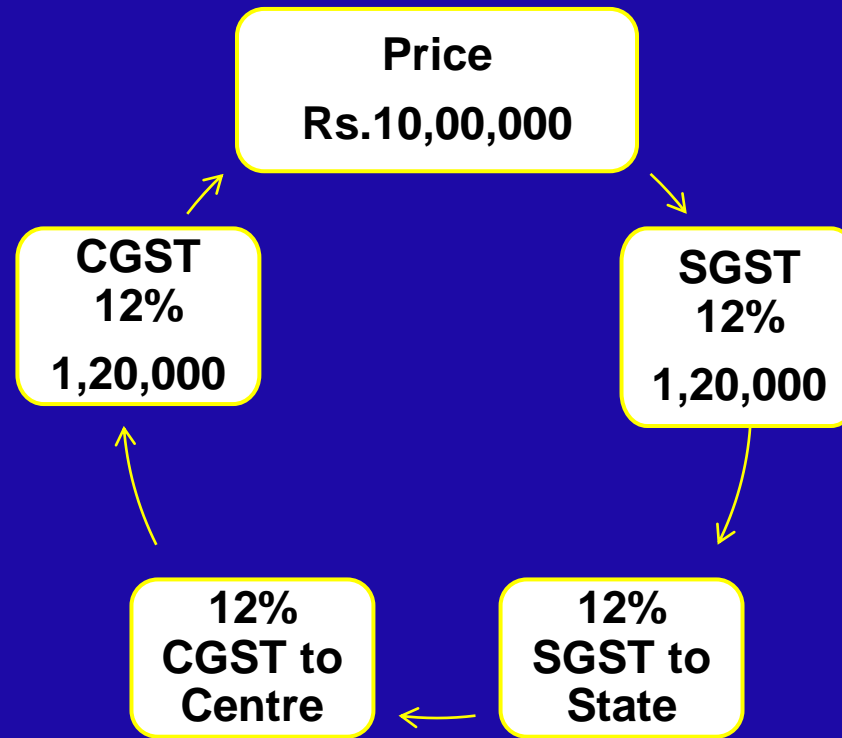 Price
Rs.10,00,000
CGST
12%
1,20,000
SGST
12%
1,20,000
12%
CGST to
Centre
12%
SGST to
State